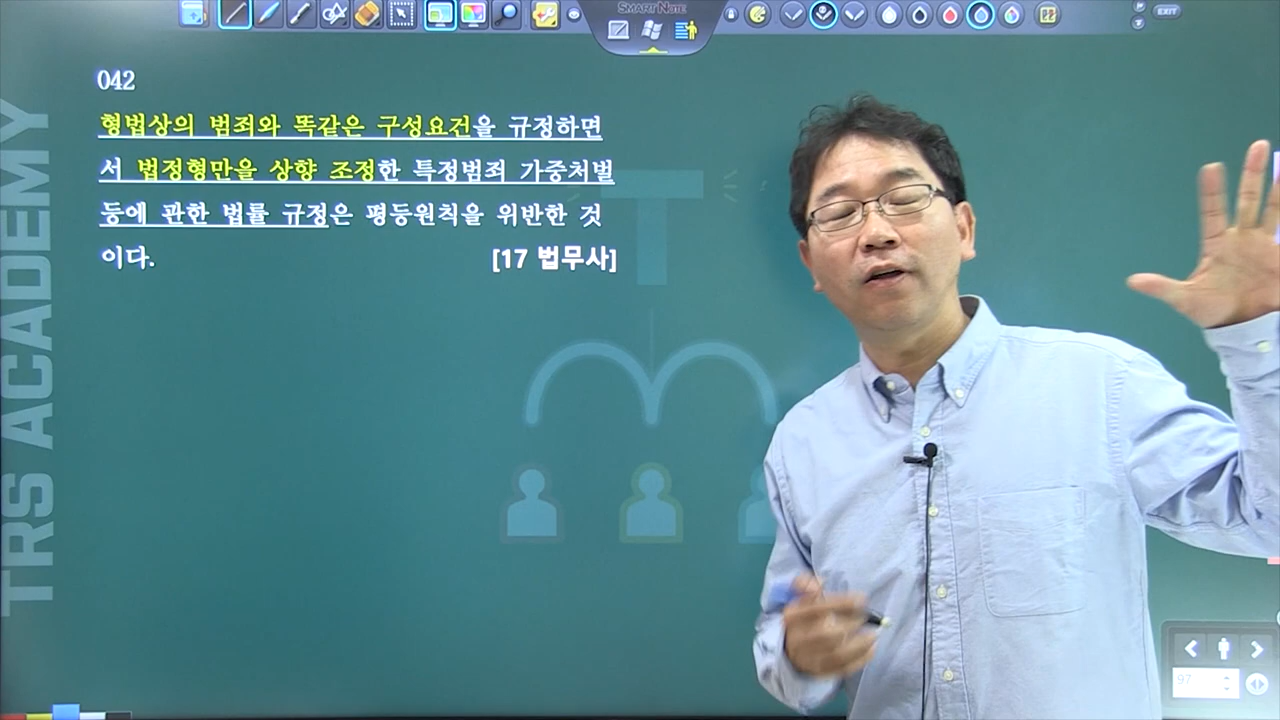 SMARTNOTE
EXIT
042
형법상의 범죄와 똑같은 구성요건을 규정하면
서 법정형만을 상향 조정한 특정범죄 가중처벌
등에 관한 법률 규정은 평등원칙을 위반한 것
이다. [17 법무사]
TRS ACADEMY
97